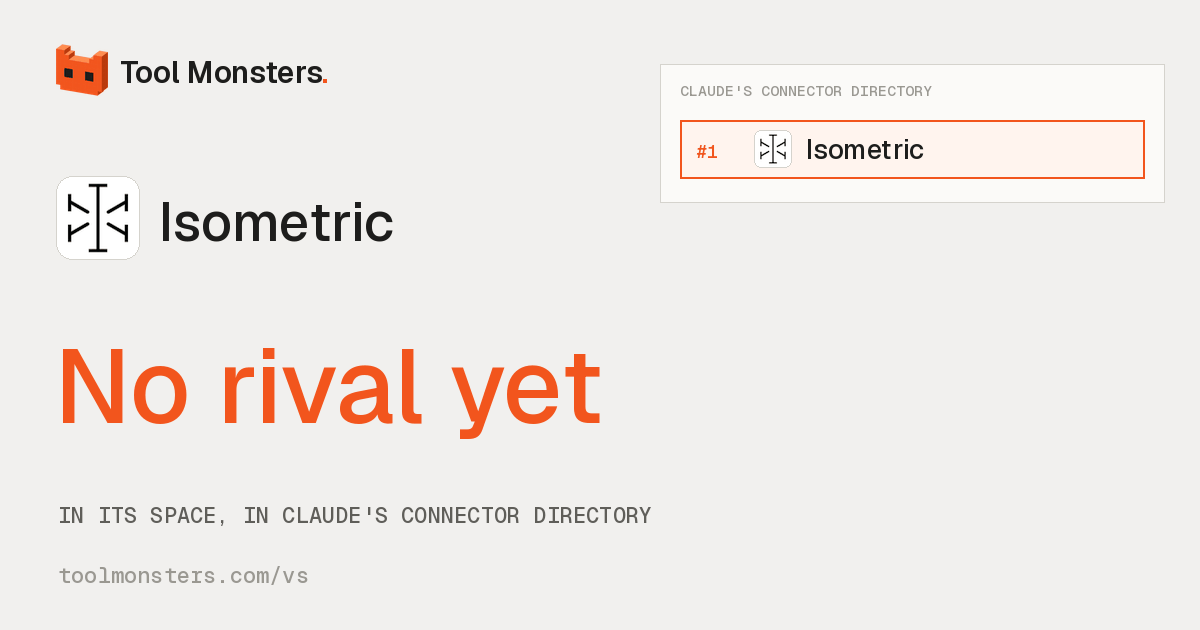 Tool Monsters.
Isometric
No rival yet
IN ITS SPACE, IN CLAUDE'S CONNECTOR DIRECTORY
toolmonsters.com/vs
CLAUDE'S CONNECTOR DIRECTORY
#1 Isometric